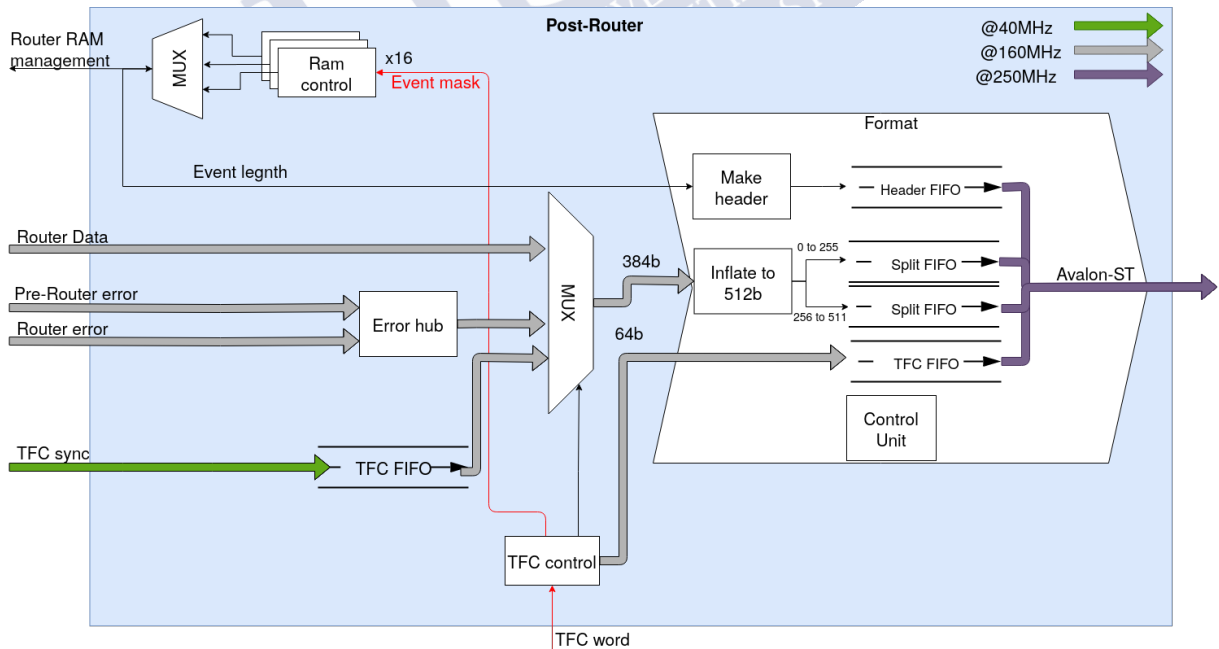 Post-Router
@40MHz
@160MHz
@250MHz
Router RAM
management
MUX
Ram
control
x16
Event mask
Format
Event legnth
Make
header
Header FIFO
Router Data
Pre-Router error
Router error
Error hub
MUX
384b
Inflate to
512b
0 to 255
256 to 511
Split FIFO
Split FIFO
Avalon-ST
64b
TFC FIFO
Control
Unit
TFC sync
TFC FIFO
TFC control
TFC word